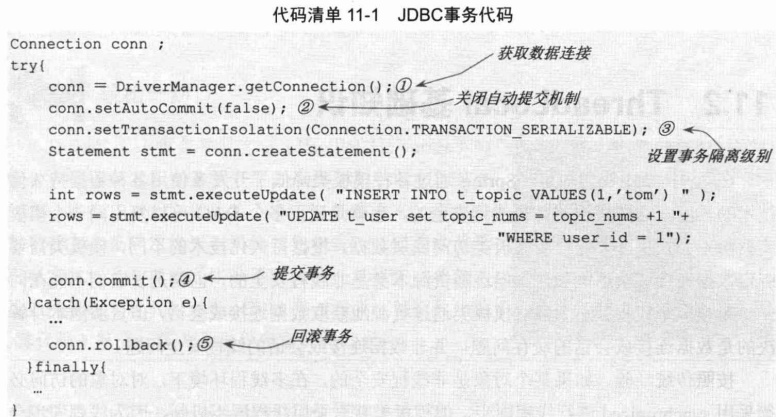 代码清单 11-1 JDBC事务代码
Connection conn ;
try{
conn = DriverManager.getConnection();① 获取数据连接
conn.setAutoCommit(false); ② 关闭自动提交机制
conn.setTransactionIsolation(Connection.TRANSACTION_SERIALIZABLE); ③
Statement stmt = conn.createStatement(); 设置事务隔离级别
int rows = stmt.executeUpdate( "INSERT INTO t_topic VALUES(1,'tom') " );
rows = stmt.executeUpdate( "UPDATE t_user set topic_nums = topic_nums +1 "+
"WHERE user_id = 1");
conn.commit();④ 提交事务
}catch(Exception e){
…
conn.rollback();⑤ 回滚事务
}finally{
…
}